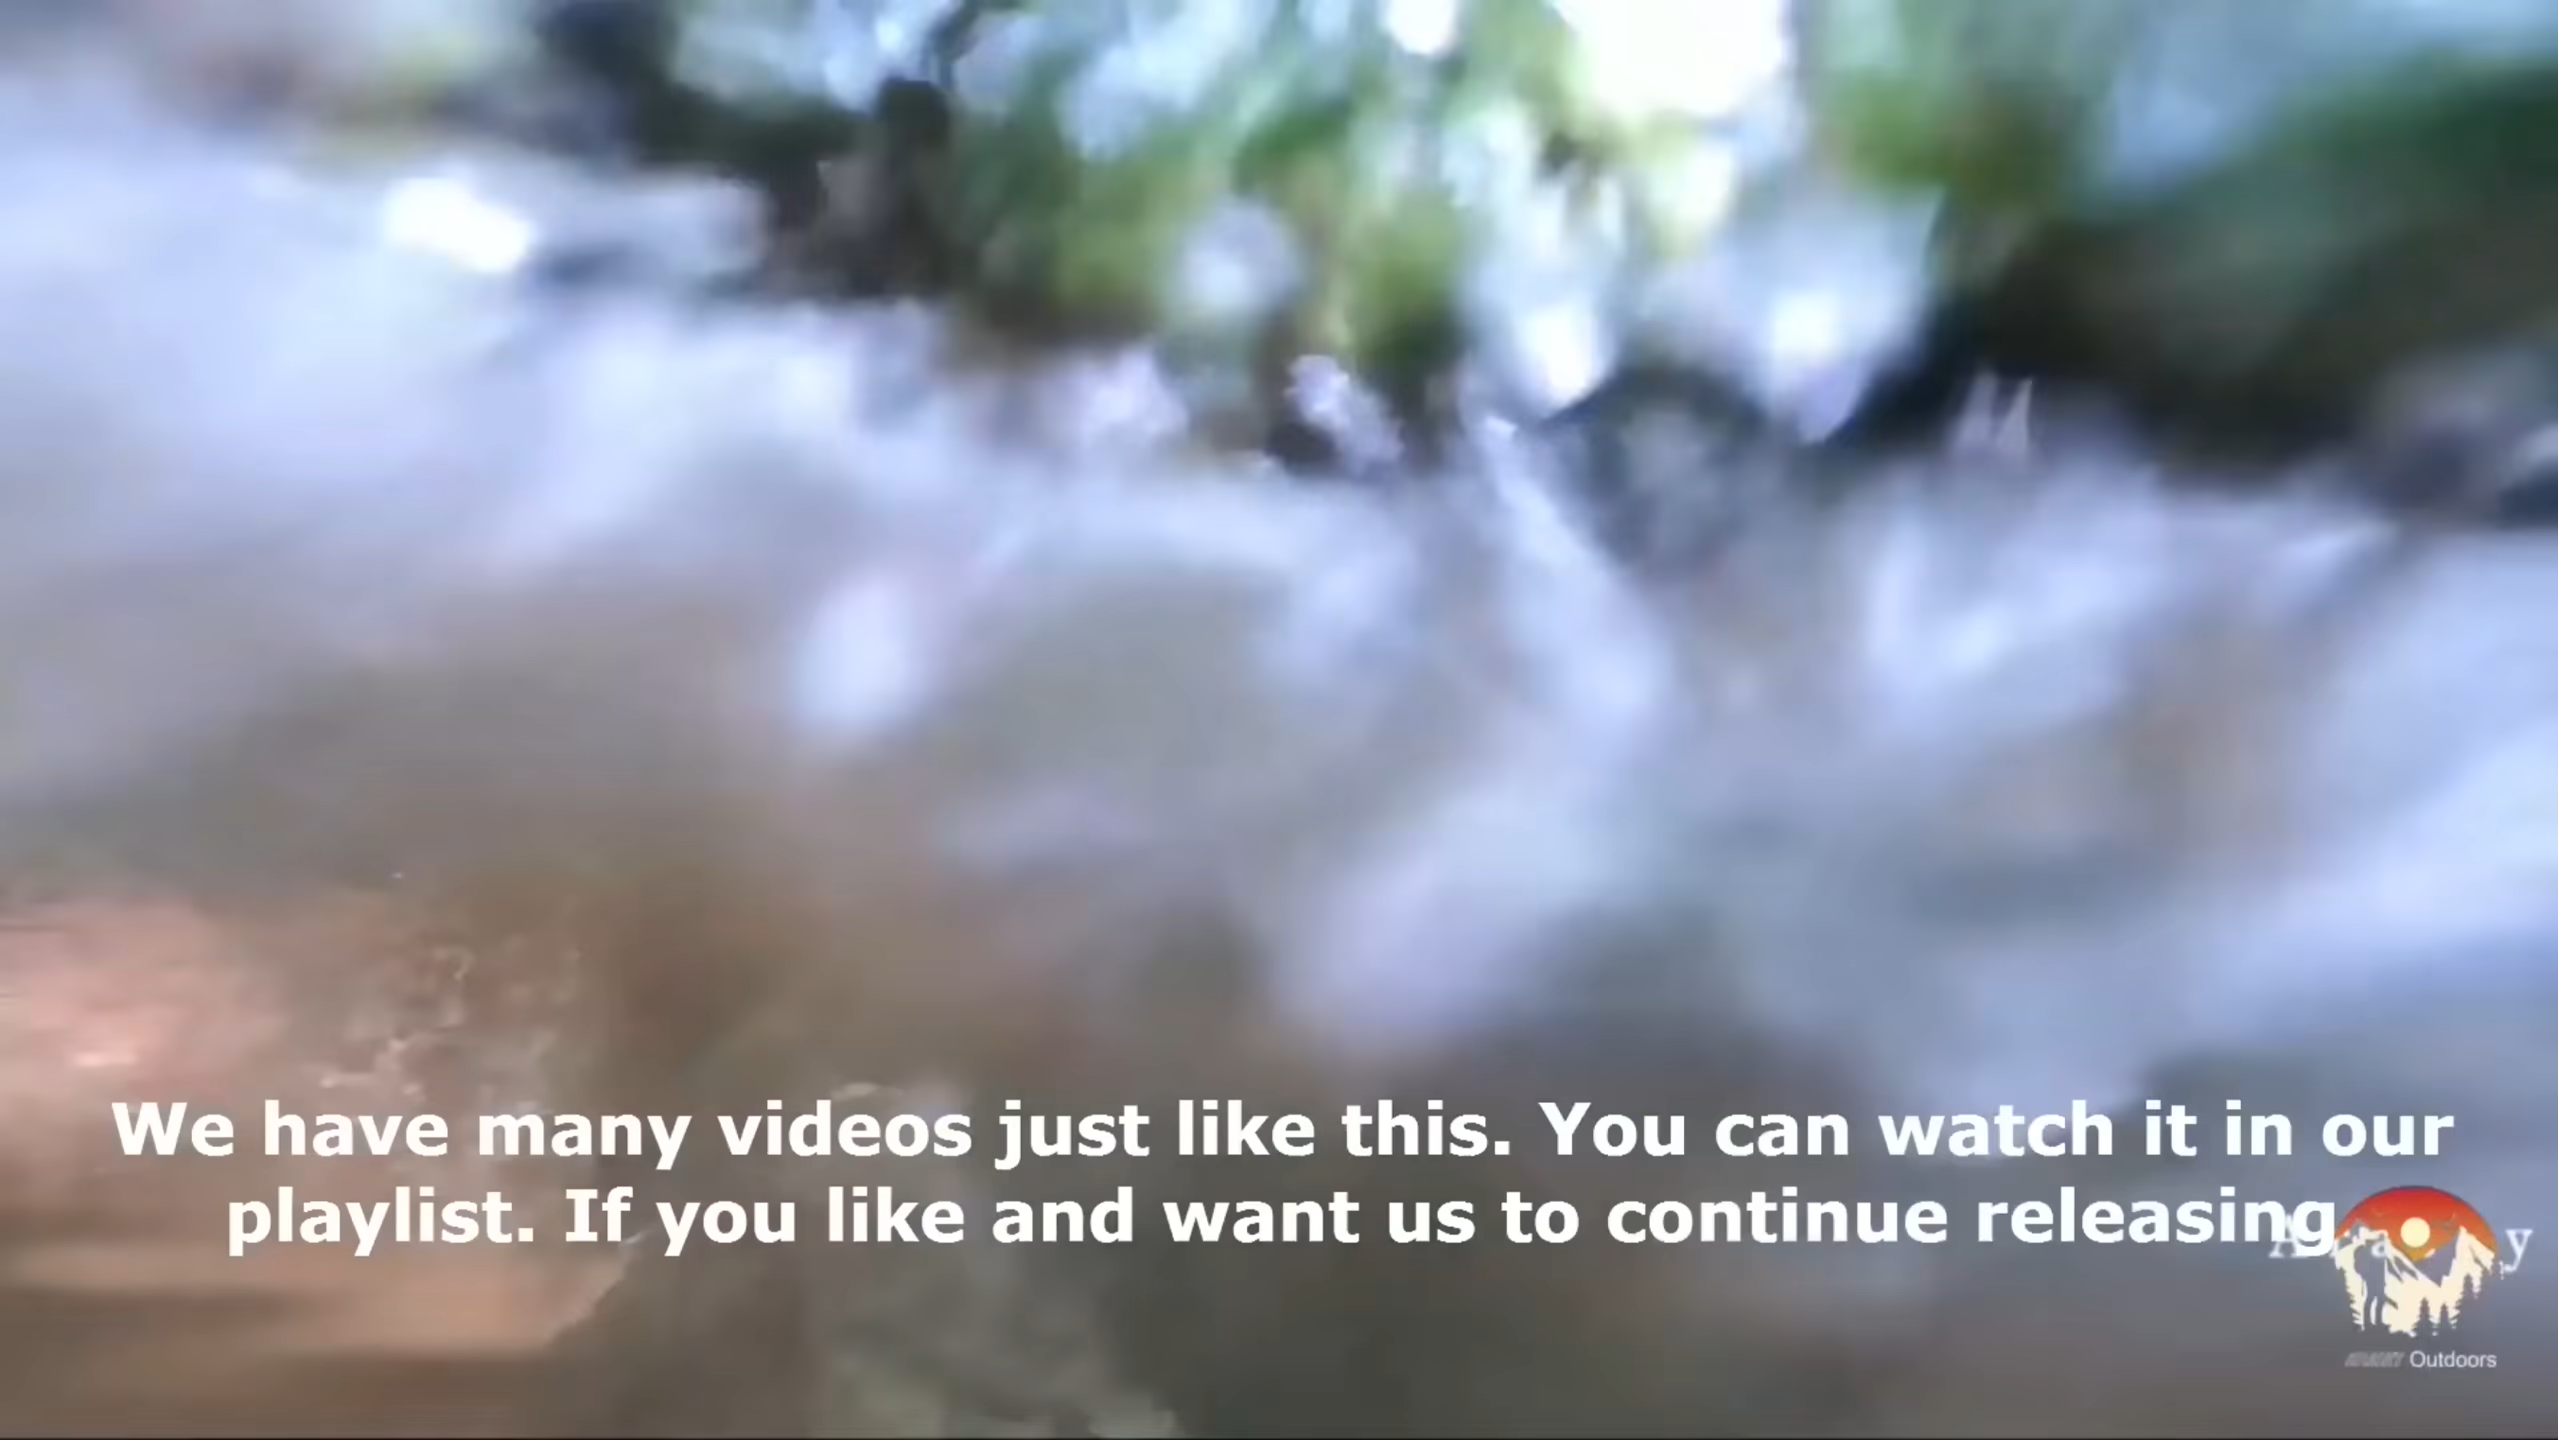 We have many videos just like this. You can watch it in our
playlist. If you like and want us to continue releasing
Outdoors